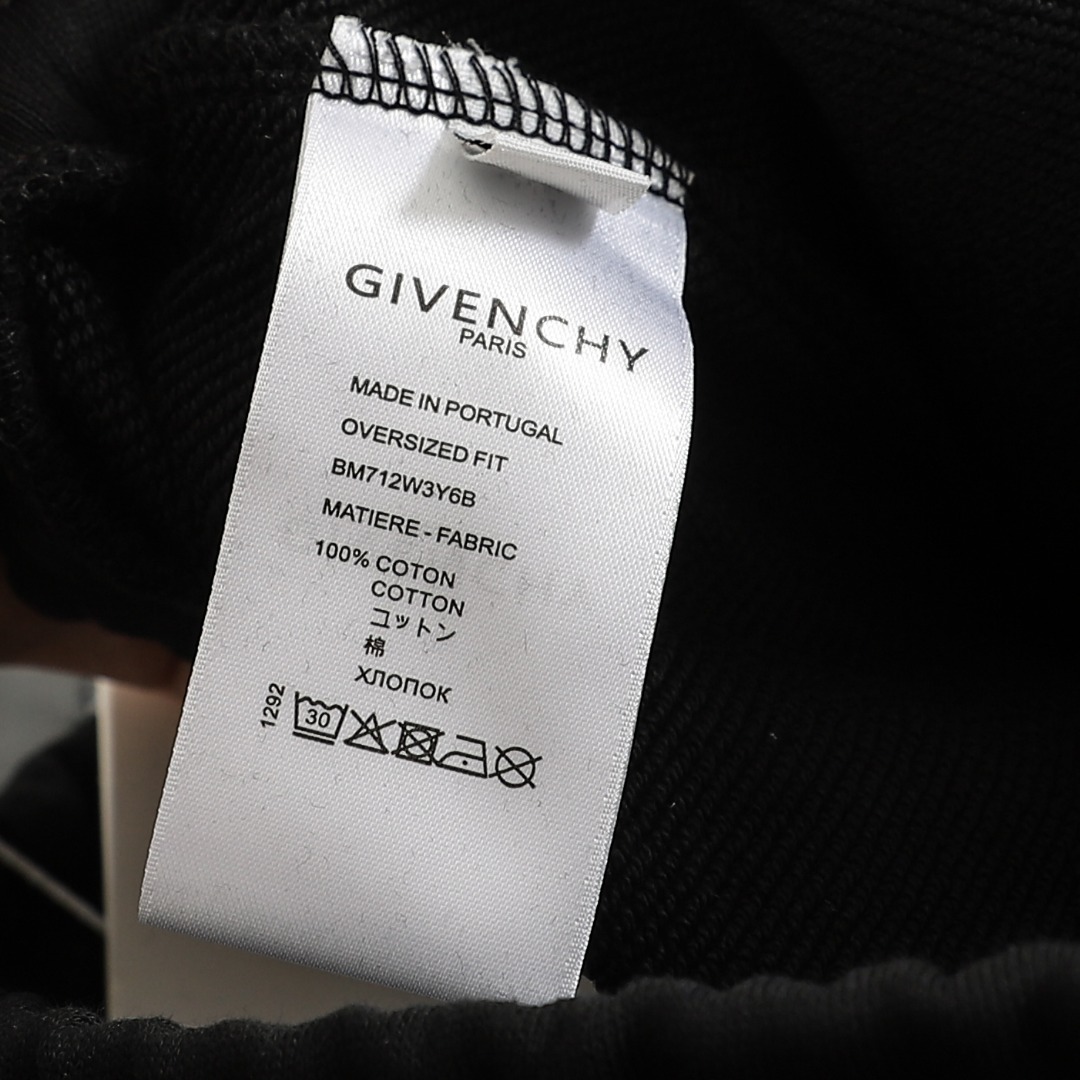 GIVENCHY
PARIS
MADE IN PORTUGAL
OVERSIZED FIT
BM712W3Y6B
MATIERE - FABRIC
100% COTON
COTTON
コットン
棉
ХЛОПОК
1292
30